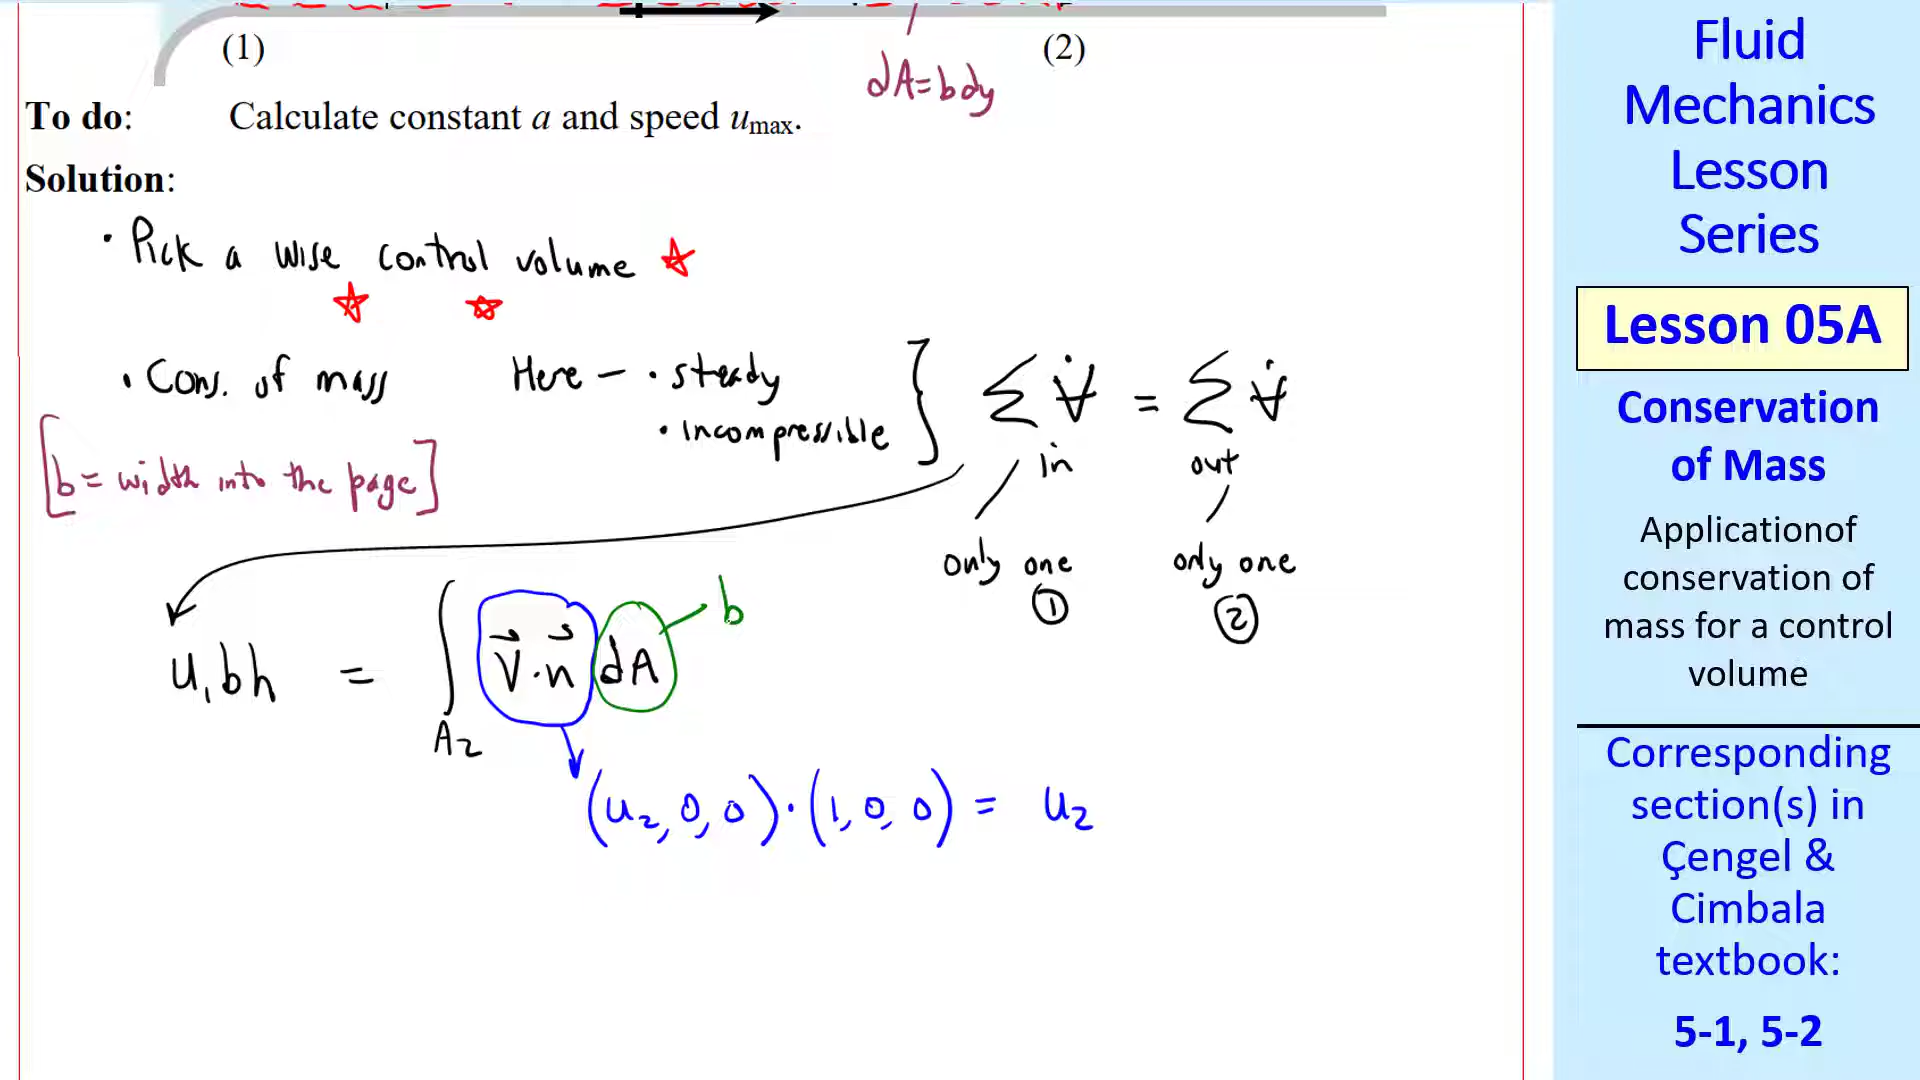 (1)
(2)
dA=bdy
To do: Calculate constant a and speed umax.
Solution:
• Pick a wise control volume ☆
☆ ☆
• Cons. of mass Here – • steady
• incompressible } ΣV̇ = ΣV̇
in out
[b = width into the page]
only one only one
① ②
u₁bh = ∫ V⃗·n⃗ dA b
A₂
(u₂, 0, 0)·(1, 0, 0) = u₂
Fluid
Mechanics
Lesson
Series
Lesson 05A
Conservation
of Mass
Applicationof
conservation of
mass for a control
volume
Corresponding
section(s) in
Çengel &
Cimbala
textbook:
5-1, 5-2